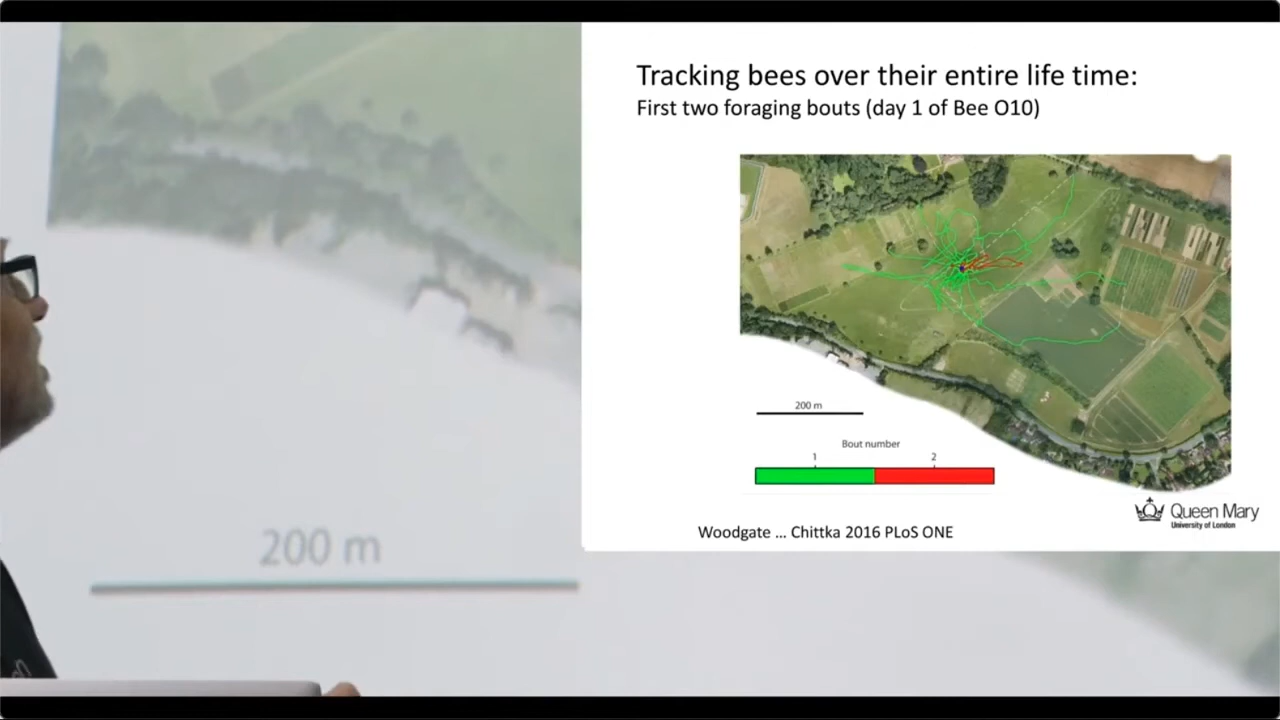 Tracking bees over their entire life time:
First two foraging bouts (day 1 of Bee O10)
200 m
Bout number
1 2
Woodgate ... Chittka 2016 PLoS ONE
Queen Mary
University of London
200 m